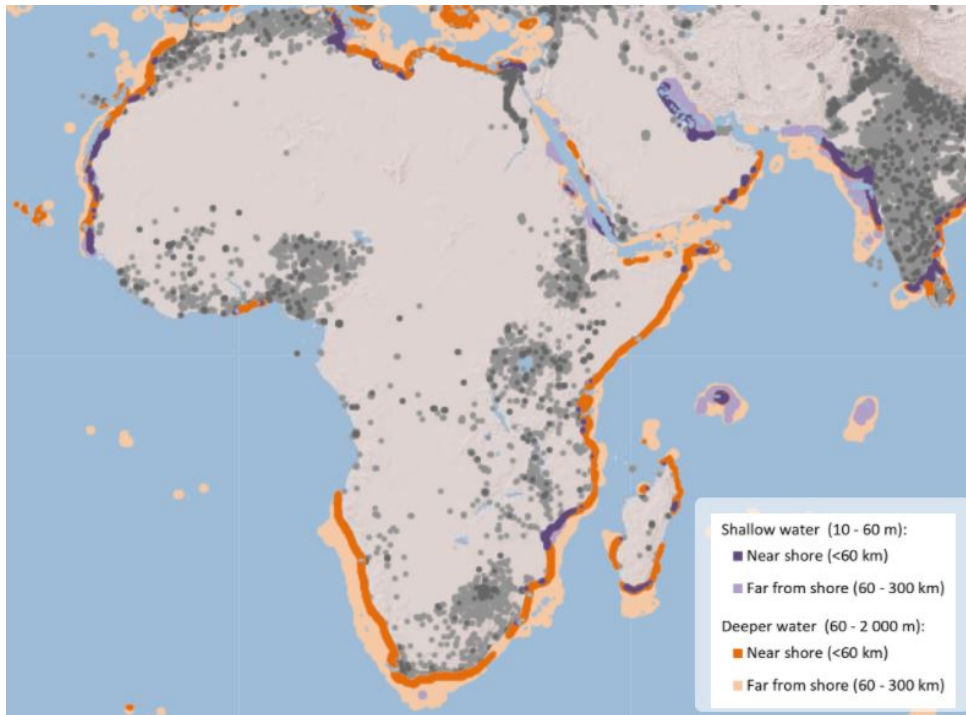 Shallow water (10 - 60 m):
Near shore (<60 km)
Far from shore (60 - 300 km)
Deeper water (60 - 2 000 m):
Near shore (<60 km)
Far from shore (60 - 300 km)